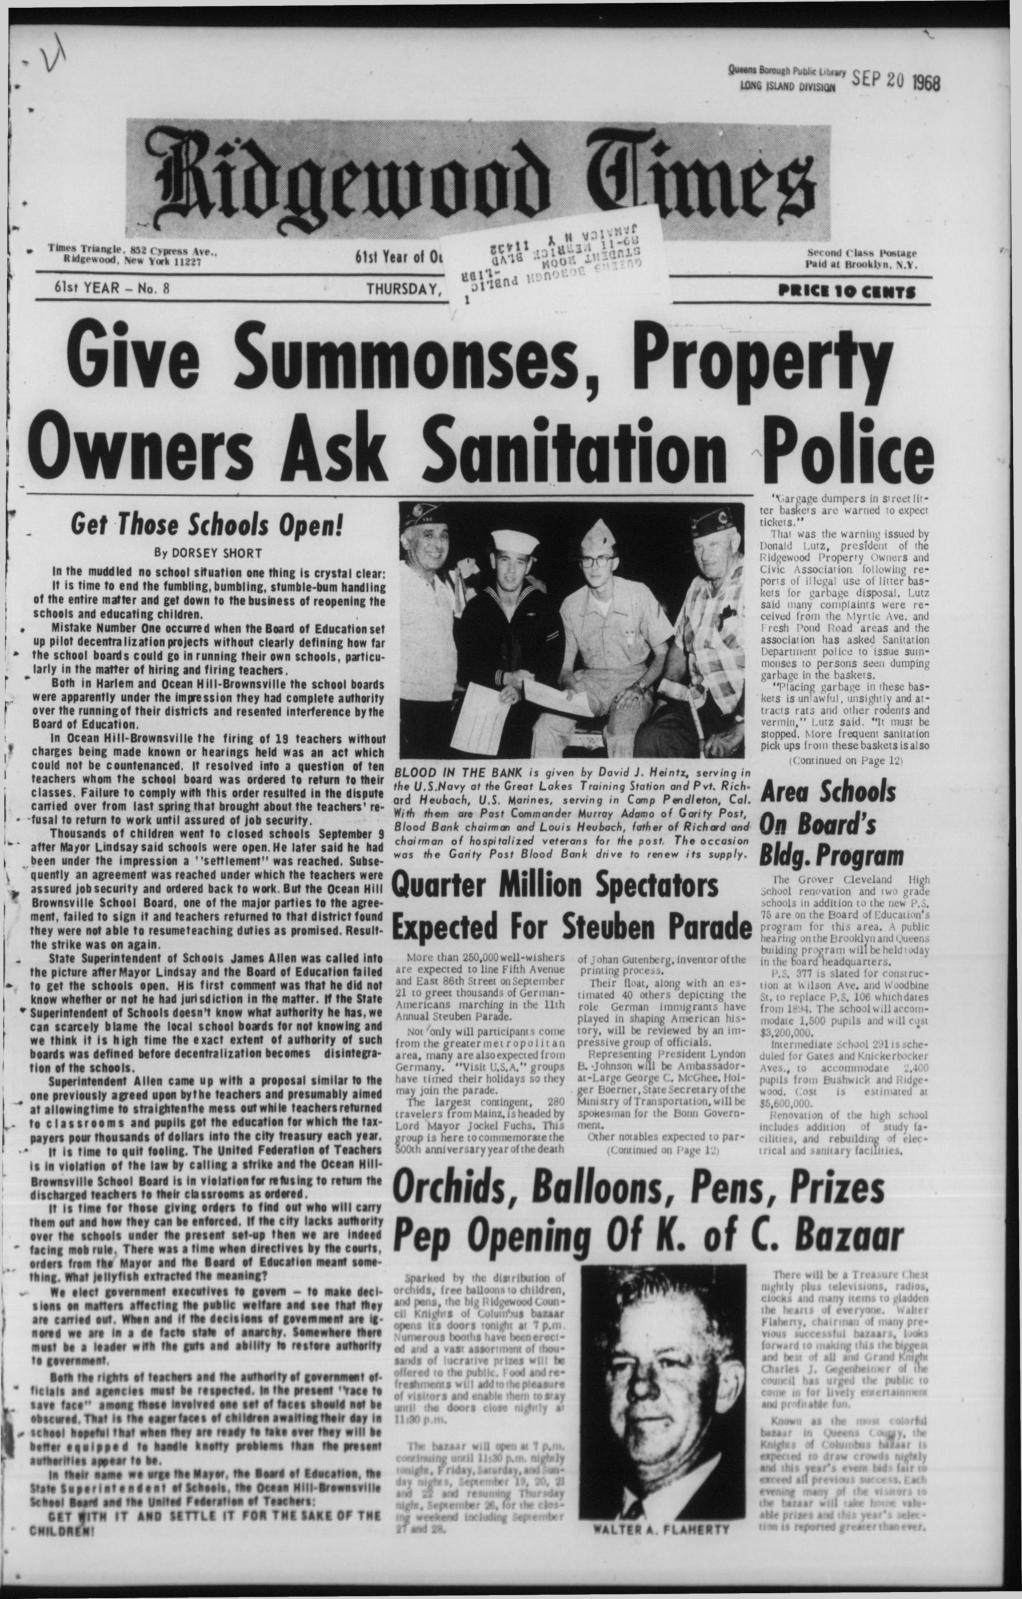 Queens Borough Public Library
LONG ISLAND DIVISION
SEP 20 1968
Ridgewood Times
Times Triangle, 852 Cypress Ave.,
Ridgewood, New York 11227
61st Year of Ou
QUEENS BOROUGH PUBLIC
STUDENT ROOM -LIBR
89-11 MERRICK BLVD
JAMAICA N Y 11432
1
Second Class Postage
Paid at Brooklyn, N.Y.
61st YEAR - No. 8
THURSDAY,
PRICE 10 CENTS
Give Summonses, Property
Owners Ask Sanitation Police
Get Those Schools Open!
By DORSEY SHORT
In the muddled no school situation one thing is crystal clear:
It is time to end the fumbling, bumbling, stumble-bum handling
of the entire matter and get down to the business of reopening the
schools and educating children.
Mistake Number One occurred when the Board of Education set
up pilot decentralization projects without clearly defining how far
the school boards could go in running their own schools, particu-
larly in the matter of hiring and firing teachers.
Both in Harlem and Ocean Hill-Brownsville the school boards
were apparently under the impression they had complete authority
over the running of their districts and resented interference by the
Board of Education.
In Ocean Hill-Brownsville the firing of 19 teachers without
charges being made known or hearings held was an act which
could not be countenanced. It resolved into a question of ten
teachers whom the school board was ordered to return to their
classes. Failure to comply with this order resulted in the dispute
carried over from last spring that brought about the teachers' re-
fusal to return to work until assured of job security.
Thousands of children went to closed schools September 9
after Mayor Lindsay said schools were open. He later said he had
been under the impression a "settlement" was reached. Subse-
quently an agreement was reached under which the teachers were
assured job security and ordered back to work. But the Ocean Hill
Brownsville School Board, one of the major parties to the agree-
ment, failed to sign it and teachers returned to that district found
they were not able to resume teaching duties as promised. Result-
the strike was on again.
State Superintendent of Schools James Allen was called into
the picture after Mayor Lindsay and the Board of Education failed
to get the schools open. His first comment was that he did not
know whether or not he had jurisdiction in the matter. If the State
Superintendent of Schools doesn't know what authority he has, we
can scarcely blame the local school boards for not knowing and
we think it is high time the exact extent of authority of such
boards was defined before decentralization becomes disintegra-
tion of the schools.
Superintendent Allen came up with a proposal similar to the
one previously agreed upon by the teachers and presumably aimed
at allowing time to straighten the mess out while teachers returned
to classrooms and pupils got the education for which the tax-
payers pour thousands of dollars into the city treasury each year.
It is time to quit fooling. The United Federation of Teachers
is in violation of the law by calling a strike and the Ocean Hill-
Brownsville School Board is in violation for refusing to return the
discharged teachers to their classrooms as ordered.
It is time for those giving orders to find out who will carry
them out and how they can be enforced. If the city lacks authority
over the schools under the present set-up then we are indeed
facing mob rule. There was a time when directives by the courts,
orders from the Mayor and the Board of Education meant some-
thing. What jellyfish extracted the meaning?
We elect government executives to govern - to make deci-
sions on matters affecting the public welfare and see that they
are carried out. When and if the decisions of government are ig-
nored we are in a de facto state of anarchy. Somewhere there
must be a leader with the guts and ability to restore authority
to government.
Both the rights of teachers and the authority of government of-
ficials and agencies must be respected. In the present "race to
save face" among those involved one set of faces should not be
obscured. That is the eager faces of children awaiting their day in
school hopeful that when they are ready to take over they will be
better equipped to handle knotty problems than the present
authorities appear to be.
In their name we urge the Mayor, the Board of Education, the
State Superintendent of Schools, the Ocean Hill-Brownsville
School Board and the United Federation of Teachers:
GET WITH IT AND SETTLE IT FOR THE SAKE OF THE
CHILDREN!
BLOOD IN THE BANK is given by David J. Heintz, serving in
the U.S.Navy at the Great Lakes Training Station and Pvt. Rich-
ard Heubach, U.S. Marines, serving in Camp Pendleton, Cal.
With them are Past Commander Murray Adamo of Garity Post,
Blood Bank chairman and Louis Heubach, father of Richard and
chairman of hospitalized veterans for the post. The occasion
was the Garity Post Blood Bank drive to renew its supply.
Quarter Million Spectators
Expected For Steuben Parade
More than 250,000 well-wishers
are expected to line Fifth Avenue
and East 86th Street on September
21 to greet thousands of German-
Americans marching in the 11th
Annual Steuben Parade.
Not only will participants come
from the greater metropolitan
area, many are also expected from
Germany. "Visit U.S.A." groups
have timed their holidays so they
may join the parade.
The largest contingent, 280
travelers from Mainz, is headed by
Lord Mayor Jockel Fuchs. This
group is here to commemorate the
500th anniversary year of the death
of Johan Gutenberg, inventor of the
printing process.
Their float, along with an es-
timated 40 others depicting the
role German immigrants have
played in shaping American his-
tory, will be reviewed by an im-
pressive group of officials.
Representing President Lyndon
B. Johnson will be Ambassador-
at-Large George C. McGhee. Hol-
ger Boerner, State Secretary of the
Ministry of Transportation, will be
spokesman for the Bonn Govern-
ment.
Other notables expected to par-
(Continued on Page 12)
"Gargage dumpers in street lit-
ter baskets are warned to expect
tickets."
That was the warning issued by
Donald Lutz, president of the
Ridgewood Property Owners and
Civic Association following re-
ports of illegal use of litter bas-
kets for garbage disposal. Lutz
said many complaints were re-
ceived from the Myrtle Ave. and
Fresh Pond Road areas and the
association has asked Sanitation
Department police to issue sum-
monses to persons seen dumping
garbage in the baskets.
"Placing garbage in these bas-
kets is unlawful, unsightly and at-
tracts rats and other rodents and
vermin," Lutz said. "It must be
stopped. More frequent sanitation
pick ups from these baskets is also
(Continued on Page 12)
Area Schools
On Board's
Bldg. Program
The Grover Cleveland High
School renovation and two grade
schools in addition to the new P.S.
75 are on the Board of Education's
program for this area. A public
hearing on the Brooklyn and Queens
building program will be held today
in the board headquarters.
P.S. 377 is slated for construc-
tion at Wilson Ave. and Woodbine
St. to replace P.S. 106 which dates
from 1894. The school will accom-
modate 1,500 pupils and will cost
$3,200,000.
Intermediate School 291 is sche-
duled for Gates and Knickerbocker
Aves., to accommodate 2,400
pupils from Bushwick and Ridge-
wood. Cost is estimated at
$5,600,000.
Renovation of the high school
includes addition of study fa-
cilities, and rebuilding of elec-
trical and sanitary facilities.
Orchids, Balloons, Pens, Prizes
Pep Opening Of K. of C. Bazaar
Sparked by the distribution of
orchids, free balloons to children,
and pens, the big Ridgewood Coun-
cil Knights of Columbus bazaar
opens its doors tonight at 7 p.m.
Numerous booths have been erect-
ed and a vast assortment of thou-
sands of lucrative prizes will be
offered to the public. Food and re-
freshments will add to the pleasure
of visitors and enable them to stay
until the doors close nightly at
11:30 p.m.
The bazaar will open at 7 p.m.
continuing until 11:30 p.m. nightly
tonight, Friday, Saturday, and Sun-
day nights, September 19, 20, 21
and 22 and resuming Thursday
night, September 26, for the clos-
ing weekend including September
27 and 28.
WALTER A. FLAHERTY
There will be a Treasure Chest
nightly plus televisions, radios,
clocks and many items to gladden
the hearts of everyone. Walter
Flaherty, chairman of many pre-
vious successful bazaars, looks
forward to making this the biggest
and best of all and Grand Knight
Charles J. Gegenheimer of the
council has urged the public to
come in for lively entertainment
and profitable fun.
Known as the most colorful
bazaar in Queens County, the
Knights of Columbus bazaar is
expected to draw crowds nightly
and this year's event bids fair to
exceed all previous success. Each
evening many of the visitors to
the bazaar will take home valu-
able prizes and this year's selec-
tion is reported greater than ever.